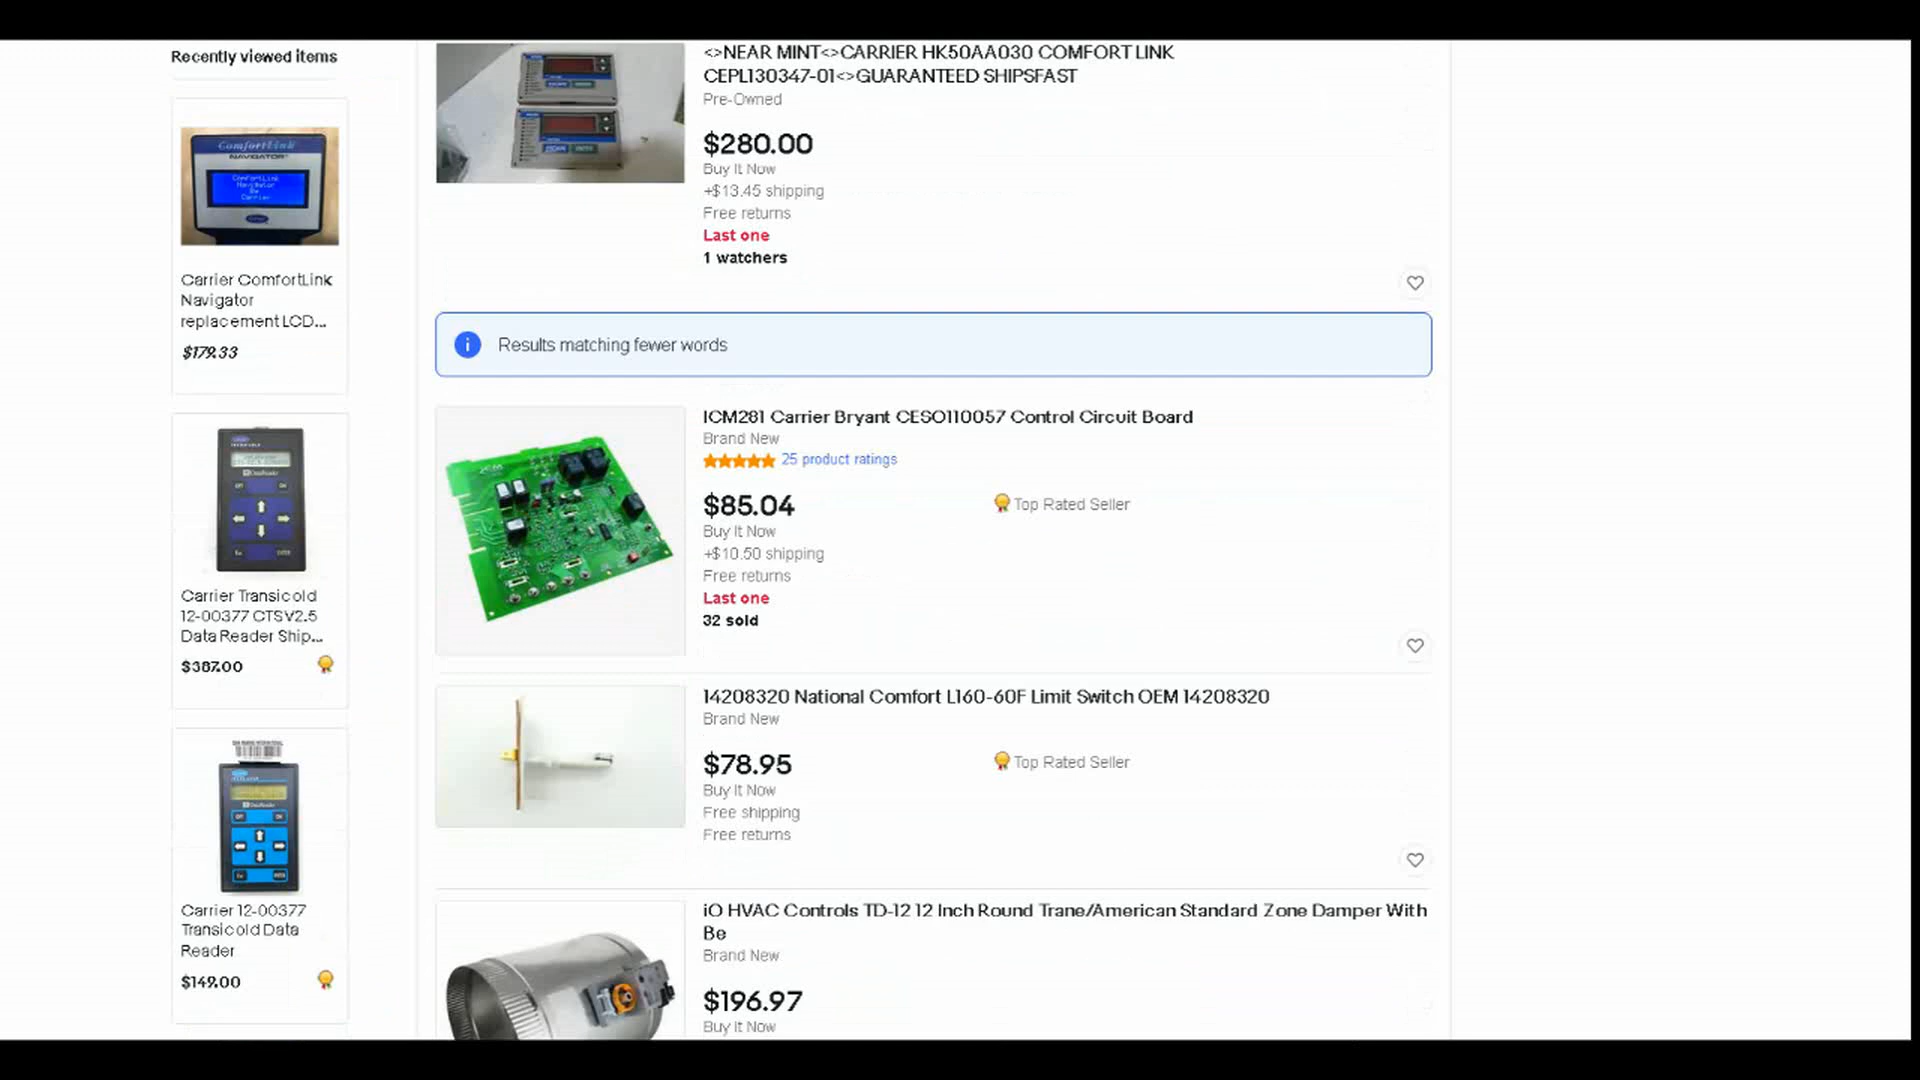 Recently viewed items
ComfortLink
NAVIGATOR
ComfortLink
Navigator
By
Carrier
Carrier ComfortLink
Navigator
replacement LCD...
$179.33
Carrier Transicold
12-00377 CTSV2.5
Data Reader Ship...
$387.00
Carrier 12-00377
Transicold Data
Reader
$149.00
<>NEAR MINT<>CARRIER HK50AA030 COMFORT LINK
CEPL130347-01<>GUARANTEED SHIPSFAST
Pre-Owned
$280.00
Buy It Now
+$13.45 shipping
Free returns
Last one
1 watchers
Results matching fewer words
ICM281 Carrier Bryant CESO110057 Control Circuit Board
Brand New
25 product ratings
$85.04
Top Rated Seller
Buy It Now
+$10.50 shipping
Free returns
Last one
32 sold
14208320 National Comfort L160-60F Limit Switch OEM 14208320
Brand New
$78.95
Top Rated Seller
Buy It Now
Free shipping
Free returns
iO HVAC Controls TD-12 12 Inch Round Trane/American Standard Zone Damper With
Be
Brand New
$196.97
Buy It Now